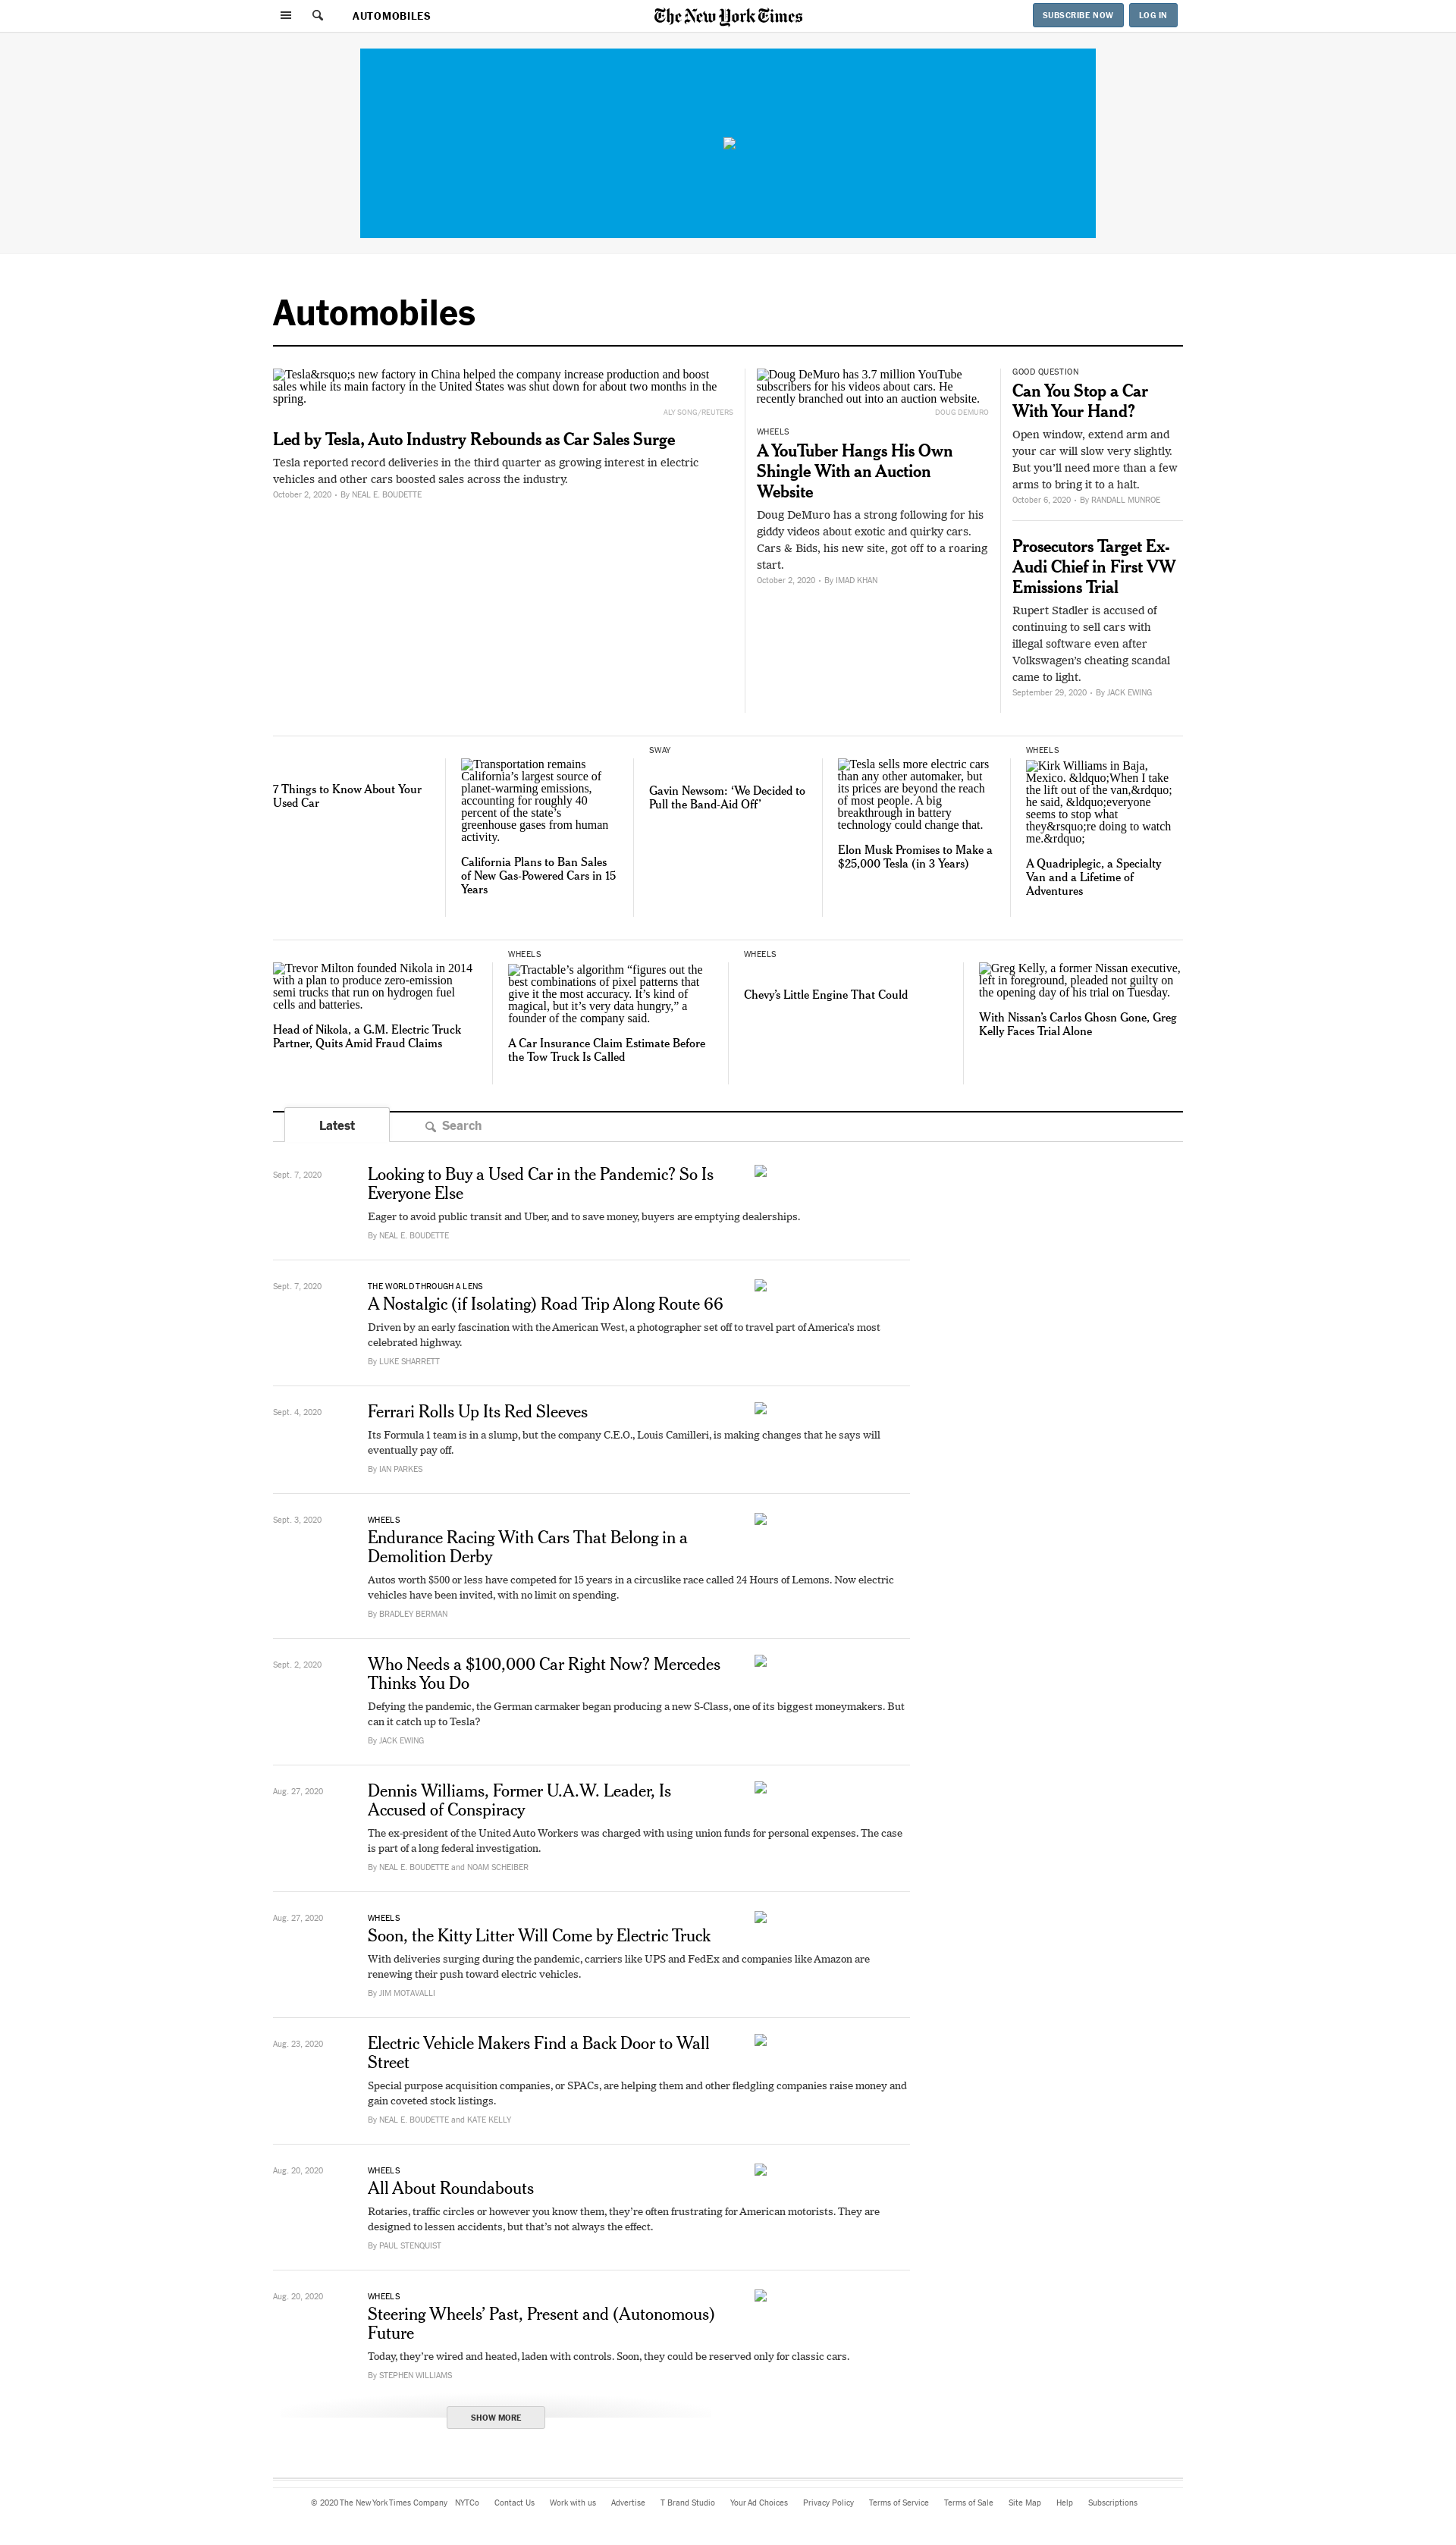 AUTOMOBILES
The New York Times
SUBSCRIBE NOW
LOG IN
Automobiles
Tesla&rsquo;s new factory in China helped the company increase production and boost
sales while its main factory in the United States was shut down for about two months in the
spring.
ALY SONG/REUTERS
Led by Tesla, Auto Industry Rebounds as Car Sales Surge
Tesla reported record deliveries in the third quarter as growing interest in electric
vehicles and other cars boosted sales across the industry.
October 2, 2020 • By NEAL E. BOUDETTE
Doug DeMuro has 3.7 million YouTube
subscribers for his videos about cars. He
recently branched out into an auction website.
DOUG DEMURO
WHEELS
A YouTuber Hangs His Own
Shingle With an Auction
Website
Doug DeMuro has a strong following for his
giddy videos about exotic and quirky cars.
Cars & Bids, his new site, got off to a roaring
start.
October 2, 2020 • By IMAD KHAN
GOOD QUESTION
Can You Stop a Car
With Your Hand?
Open window, extend arm and
your car will slow very slightly.
But you’ll need more than a few
arms to bring it to a halt.
October 6, 2020 • By RANDALL MUNROE
Prosecutors Target Ex-
Audi Chief in First VW
Emissions Trial
Rupert Stadler is accused of
continuing to sell cars with
illegal software even after
Volkswagen’s cheating scandal
came to light.
September 29, 2020 • By JACK EWING
7 Things to Know About Your
Used Car
Transportation remains
California’s largest source of
planet-warming emissions,
accounting for roughly 40
percent of the state’s
greenhouse gases from human
activity.
California Plans to Ban Sales
of New Gas-Powered Cars in 15
Years
SWAY
Gavin Newsom: ‘We Decided to
Pull the Band-Aid Off’
Tesla sells more electric cars
than any other automaker, but
its prices are beyond the reach
of most people. A big
breakthrough in battery
technology could change that.
Elon Musk Promises to Make a
$25,000 Tesla (in 3 Years)
WHEELS
Kirk Williams in Baja,
Mexico. &ldquo;When I take
the lift out of the van,&rdquo;
he said, &ldquo;everyone
seems to stop what
they&rsquo;re doing to watch
me.&rdquo;
A Quadriplegic, a Specialty
Van and a Lifetime of
Adventures
Trevor Milton founded Nikola in 2014
with a plan to produce zero-emission
semi trucks that run on hydrogen fuel
cells and batteries.
Head of Nikola, a G.M. Electric Truck
Partner, Quits Amid Fraud Claims
WHEELS
Tractable’s algorithm “figures out the
best combinations of pixel patterns that
give it the most accuracy. It’s kind of
magical, but it’s very data hungry,” a
founder of the company said.
A Car Insurance Claim Estimate Before
the Tow Truck Is Called
WHEELS
Chevy’s Little Engine That Could
Greg Kelly, a former Nissan executive,
left in foreground, pleaded not guilty on
the opening day of his trial on Tuesday.
With Nissan’s Carlos Ghosn Gone, Greg
Kelly Faces Trial Alone
Latest
Search
Sept. 7, 2020
Looking to Buy a Used Car in the Pandemic? So Is
Everyone Else
Eager to avoid public transit and Uber, and to save money, buyers are emptying dealerships.
By NEAL E. BOUDETTE
Sept. 7, 2020
THE WORLD THROUGH A LENS
A Nostalgic (if Isolating) Road Trip Along Route 66
Driven by an early fascination with the American West, a photographer set off to travel part of America’s most
celebrated highway.
By LUKE SHARRETT
Sept. 4, 2020
Ferrari Rolls Up Its Red Sleeves
Its Formula 1 team is in a slump, but the company C.E.O., Louis Camilleri, is making changes that he says will
eventually pay off.
By IAN PARKES
Sept. 3, 2020
WHEELS
Endurance Racing With Cars That Belong in a
Demolition Derby
Autos worth $500 or less have competed for 15 years in a circuslike race called 24 Hours of Lemons. Now electric
vehicles have been invited, with no limit on spending.
By BRADLEY BERMAN
Sept. 2, 2020
Who Needs a $100,000 Car Right Now? Mercedes
Thinks You Do
Defying the pandemic, the German carmaker began producing a new S-Class, one of its biggest moneymakers. But
can it catch up to Tesla?
By JACK EWING
Aug. 27, 2020
Dennis Williams, Former U.A.W. Leader, Is
Accused of Conspiracy
The ex-president of the United Auto Workers was charged with using union funds for personal expenses. The case
is part of a long federal investigation.
By NEAL E. BOUDETTE and NOAM SCHEIBER
Aug. 27, 2020
WHEELS
Soon, the Kitty Litter Will Come by Electric Truck
With deliveries surging during the pandemic, carriers like UPS and FedEx and companies like Amazon are
renewing their push toward electric vehicles.
By JIM MOTAVALLI
Aug. 23, 2020
Electric Vehicle Makers Find a Back Door to Wall
Street
Special purpose acquisition companies, or SPACs, are helping them and other fledgling companies raise money and
gain coveted stock listings.
By NEAL E. BOUDETTE and KATE KELLY
Aug. 20, 2020
WHEELS
All About Roundabouts
Rotaries, traffic circles or however you know them, they’re often frustrating for American motorists. They are
designed to lessen accidents, but that’s not always the effect.
By PAUL STENQUIST
Aug. 20, 2020
WHEELS
Steering Wheels’ Past, Present and (Autonomous)
Future
Today, they’re wired and heated, laden with controls. Soon, they could be reserved only for classic cars.
By STEPHEN WILLIAMS
SHOW MORE
© 2020 The New York Times Company NYTCo Contact Us Work with us Advertise T Brand Studio Your Ad Choices Privacy Policy Terms of Service Terms of Sale Site Map Help Subscriptions